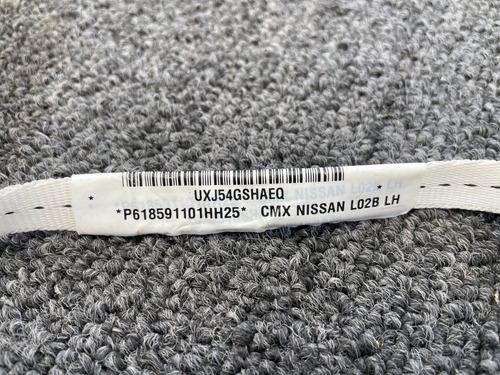 UXJ54GSHAEQ
*P618591101HH25* CMX NISSAN L02B LH